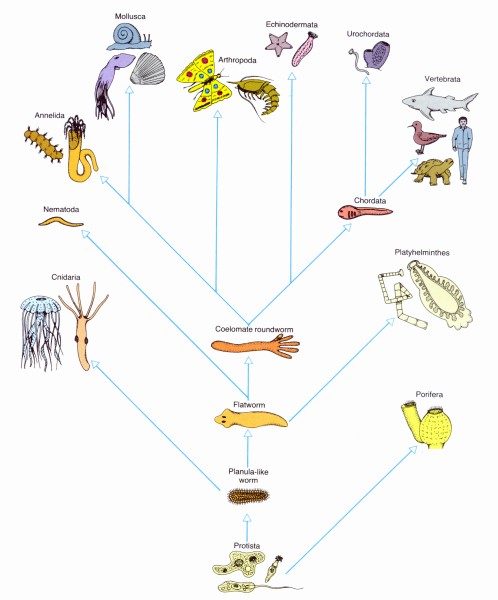 Mollusca
Echinodermata
Urochordata
Arthropoda
Vertebrata
Annelida
Nematoda
Chordata
Platyhelminthes
Cnidaria
Coelomate roundworm
Flatworm
Porifera
Planula-like
worm
Protista